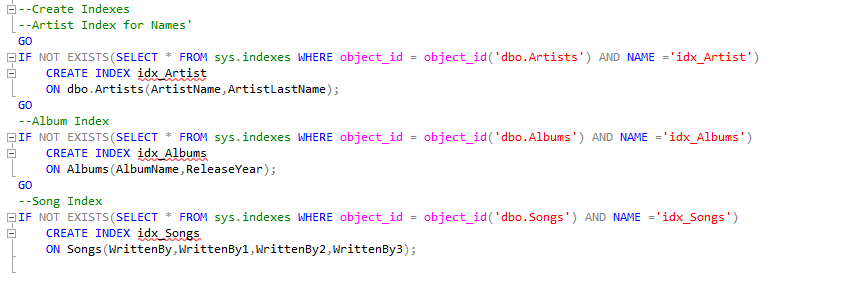 --Create Indexes
--Artist Index for Names'
GO
IF NOT EXISTS(SELECT * FROM sys.indexes WHERE object_id = object_id('dbo.Artists') AND NAME ='idx_Artist')
CREATE INDEX idx_Artist
ON dbo.Artists(ArtistName,ArtistLastName);
GO
--Album Index
IF NOT EXISTS(SELECT * FROM sys.indexes WHERE object_id = object_id('dbo.Albums') AND NAME ='idx_Albums')
CREATE INDEX idx_Albums
ON Albums(AlbumName,ReleaseYear);
GO
--Song Index
IF NOT EXISTS(SELECT * FROM sys.indexes WHERE object_id = object_id('dbo.Songs') AND NAME ='idx_Songs')
CREATE INDEX idx_Songs
ON Songs(WrittenBy,WrittenBy1,WrittenBy2,WrittenBy3);